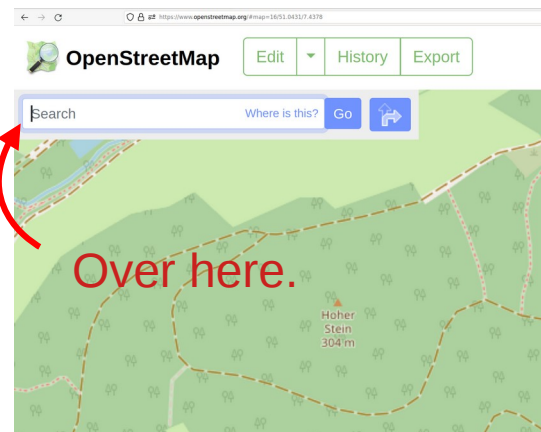 https://www.openstreetmap.org/#map=16/51.0431/7.4378
OpenStreetMap Edit History Export
Search Where is this? Go
Over here.
Hoher
Stein
304 m